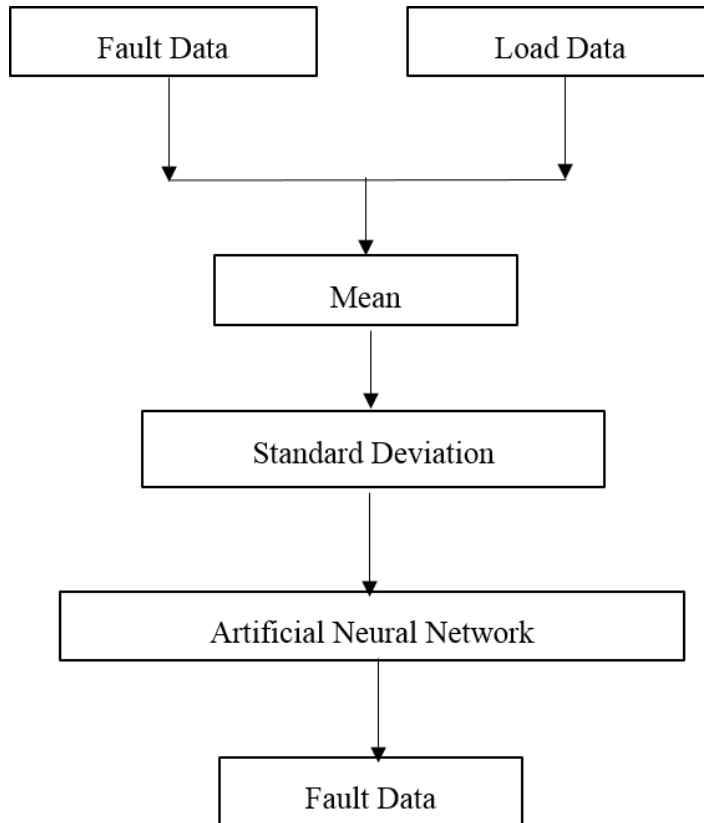 Fault Data
Load Data
Mean
Standard Deviation
Artificial Neural Network
Fault Data